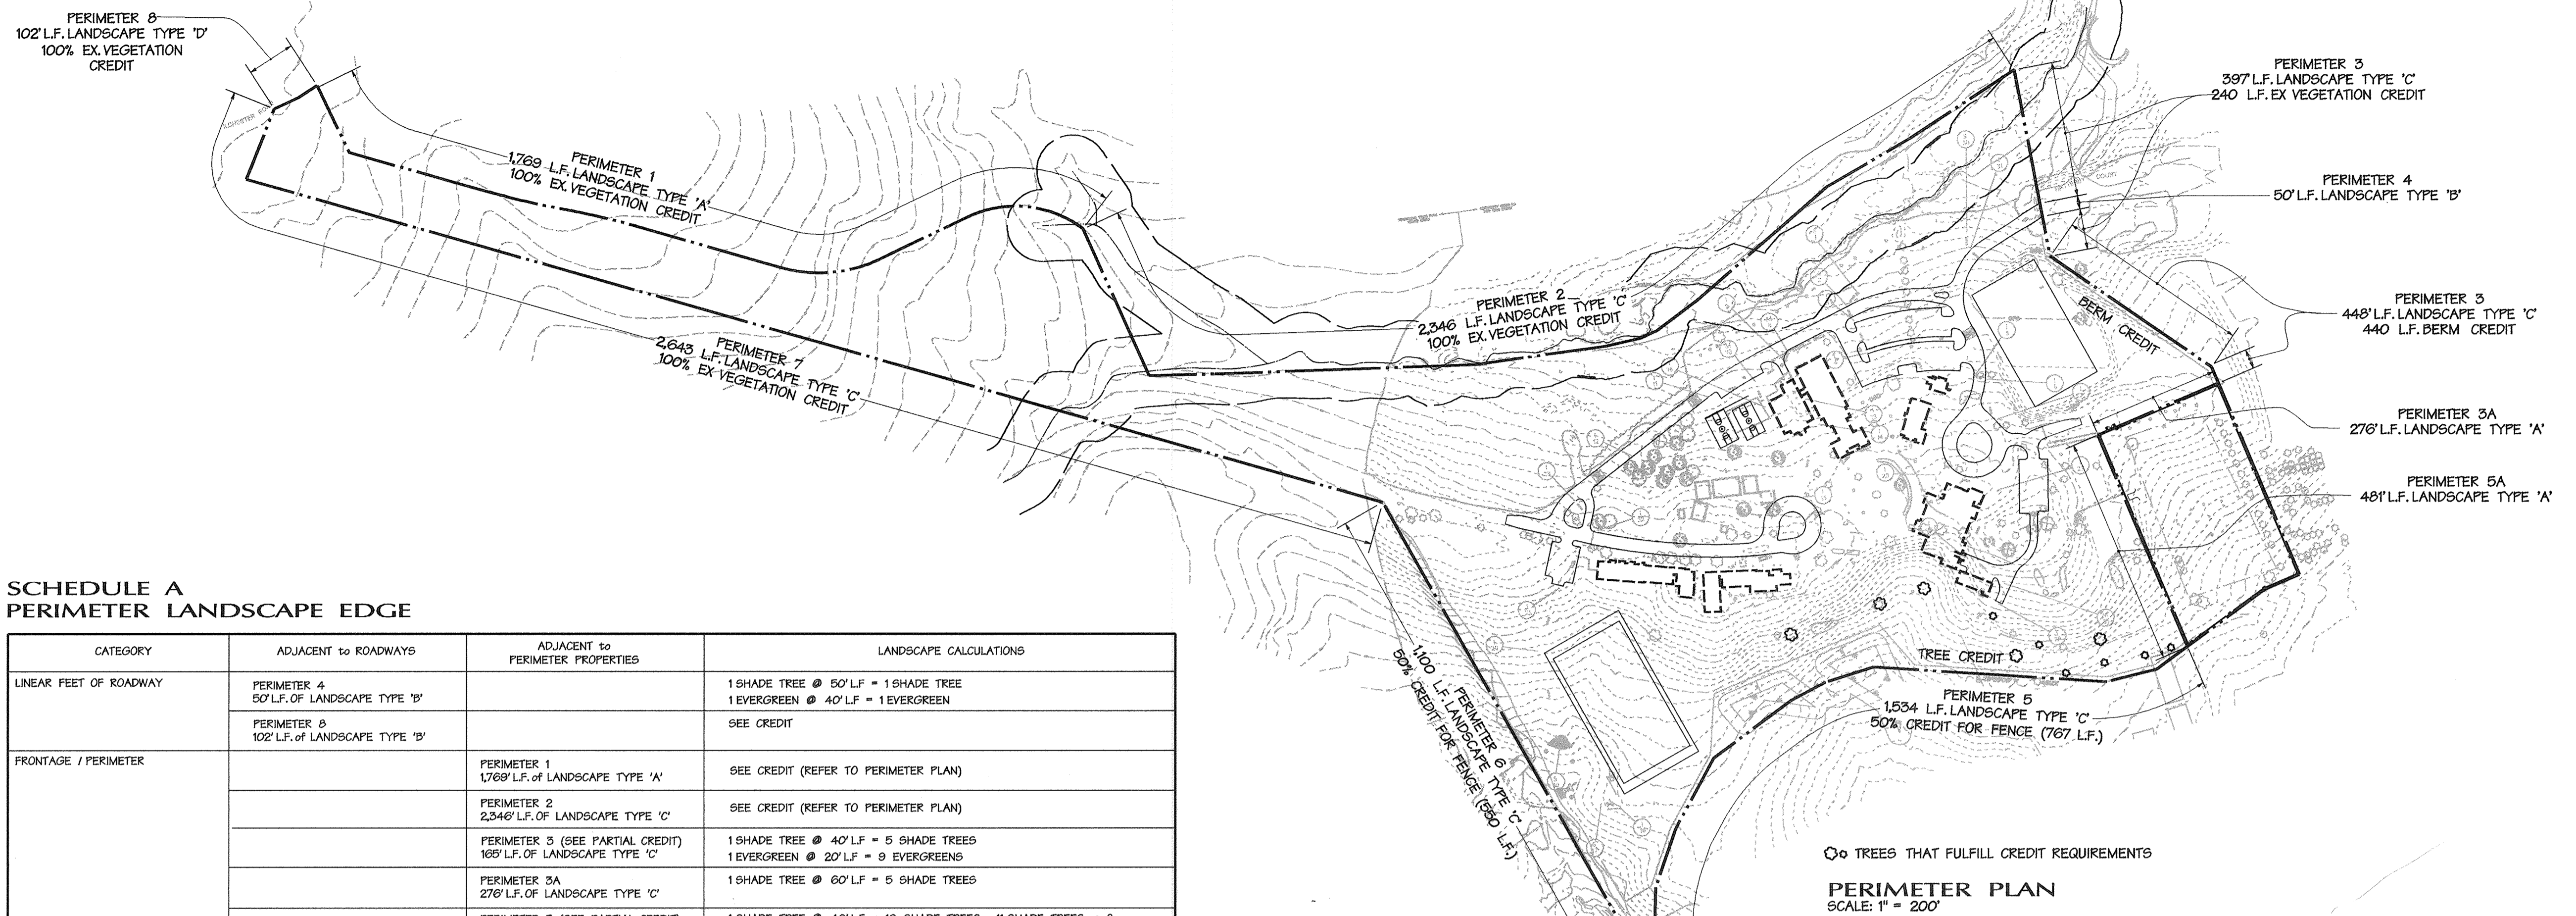 PERIMETER 8
102' L.F. LANDSCAPE TYPE 'D'
100% EX. VEGETATION
CREDIT
PERIMETER 1
1,769 L.F. LANDSCAPE TYPE 'A'
100% EX. VEGETATION CREDIT
PERIMETER 7
2,643 L.F. LANDSCAPE TYPE 'C'
100% EX VEGETATION CREDIT
PERIMETER 2
2,346 L.F. LANDSCAPE TYPE 'C'
100% EX. VEGETATION CREDIT
PERIMETER 3
397' L.F. LANDSCAPE TYPE 'C'
240 L.F. EX VEGETATION CREDIT
PERIMETER 4
50' L.F. LANDSCAPE TYPE 'B'
BERM CREDIT
PERIMETER 3
448' L.F. LANDSCAPE TYPE 'C'
440 L.F. BERM CREDIT
PERIMETER 3A
276' L.F. LANDSCAPE TYPE 'A'
PERIMETER 5A
481' L.F. LANDSCAPE TYPE 'A'
TREE CREDIT
PERIMETER 5
1,534 L.F. LANDSCAPE TYPE 'C'
50% CREDIT FOR FENCE (767 L.F.)
PERIMETER 6
1,100 L.F. LANDSCAPE TYPE 'C'
50% CREDIT FOR FENCE (550 L.F.)
TREES THAT FULFILL CREDIT REQUIREMENTS
PERIMETER PLAN
SCALE: 1" = 200'
SCHEDULE A
PERIMETER LANDSCAPE EDGE
CATEGORY
ADJACENT to ROADWAYS
ADJACENT to
PERIMETER PROPERTIES
LANDSCAPE CALCULATIONS
LINEAR FEET OF ROADWAY
PERIMETER 4
50' L.F. OF LANDSCAPE TYPE 'B'
1 SHADE TREE @ 50' L.F = 1 SHADE TREE
1 EVERGREEN @ 40' L.F = 1 EVERGREEN
PERIMETER 8
102' L.F. of LANDSCAPE TYPE 'B'
SEE CREDIT
FRONTAGE / PERIMETER
PERIMETER 1
1,769' L.F. of LANDSCAPE TYPE 'A'
SEE CREDIT (REFER TO PERIMETER PLAN)
PERIMETER 2
2,346' L.F. OF LANDSCAPE TYPE 'C'
SEE CREDIT (REFER TO PERIMETER PLAN)
PERIMETER 3 (SEE PARTIAL CREDIT)
165' L.F. OF LANDSCAPE TYPE 'C'
1 SHADE TREE @ 40' L.F = 5 SHADE TREES
1 EVERGREEN @ 20' L.F = 9 EVERGREENS
PERIMETER 3A
276' L.F. OF LANDSCAPE TYPE 'C'
1 SHADE TREE @ 60' L.F = 5 SHADE TREES